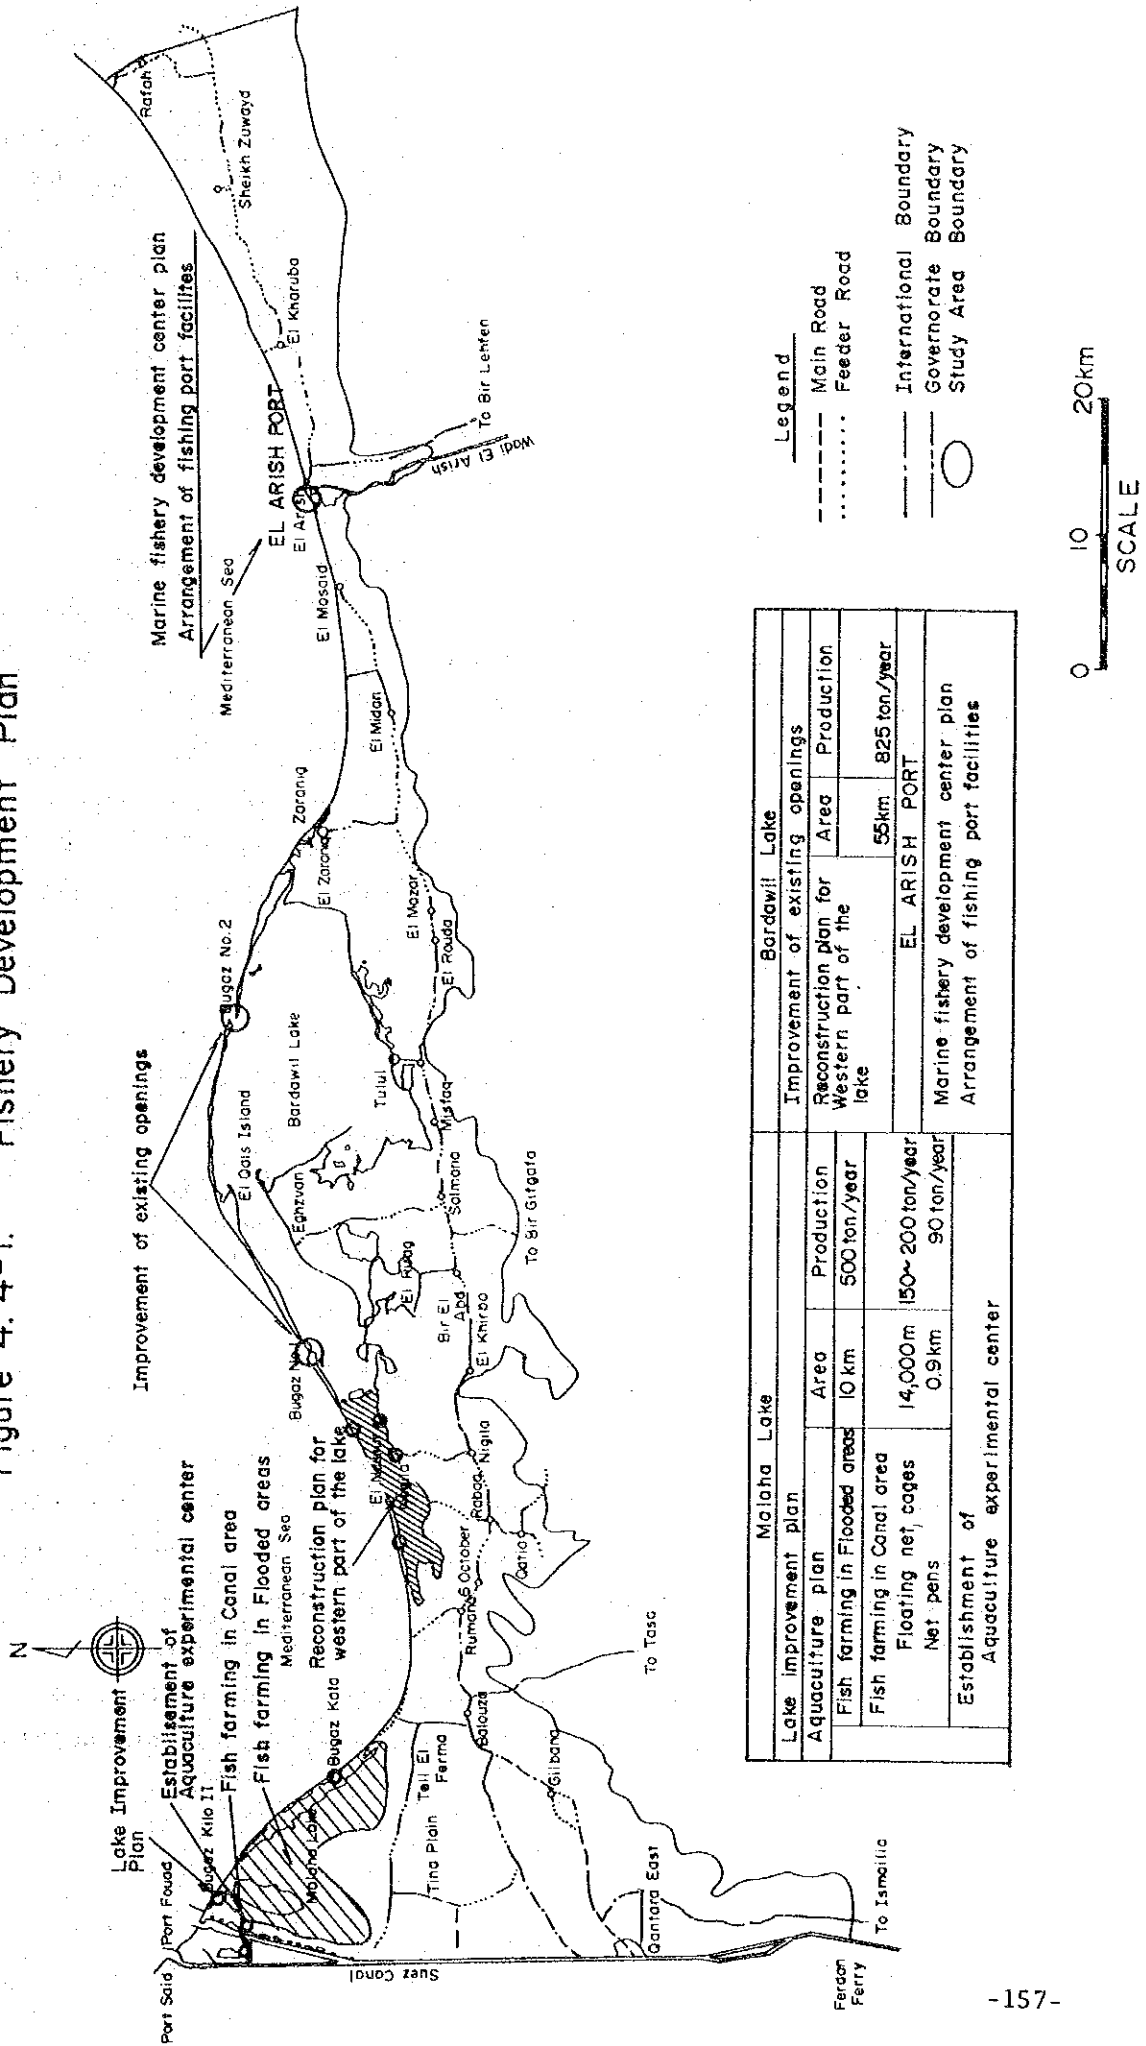 Figure 4. 4-1. Fishery Development Plan
N
Lake Improvement
Plan
Establisement of
Aquaculture experimental center
Fish farming in Canal area
Fish farming in Flooded areas
Mediterranean Sea
Reconstruction plan for
western part of the lake
Improvement of existing openings
Marine fishery development center plan
Arrangement of fishing port facilites
Mediterranean Sea
EL ARISH PORT
Port Said
Port Fouad
Bugaz Kilo 11
Malaha Lake
Bugaz Kata
Suez Canal
Tina Plain
Tell El
Ferma
Balouza
Gilbana
Qantara East
Ferdan
Ferry
To Ismailia
To Tasa
Rumana
6 October
Rabaa
Qatia
Nigila
El Khirba
Bir El
Abd
Bugaz No.1
El Qais Island
Eghzvan
Bardawil Lake
Salmana
To Bir Gifgafa
Misfaq
Tulul
Bugaz No.2
El Rouda
El Mazar
El Zaraniq
Zaraniq
El Midan
El Mosaid
El Arish
Wadi El Arish
To Bir Lehfen
El Kharuba
Sheikh Zuwayd
Rafah
Legend
Main Road
Feeder Road
International Boundary
Governorate Boundary
Study Area Boundary
0 10 20km
SCALE
Malaha Lake
Lake improvement plan
Aquaculture plan Area Production
Fish farming in Flooded areas 10 km 500 ton/year
Fish farming in Canal area
Floating net, cages 14,000m 150~200 ton/year
Net pens 0.9 km 90 ton/year
Establishment of
Aquaculture experimental center
Bardawil Lake
Improvement of existing openings
Reconstruction plan for Area Production
Western part of the
lake 55km 825 ton/year
EL ARISH PORT
Marine fishery development center plan
Arrangement of fishing port facilities
-157-